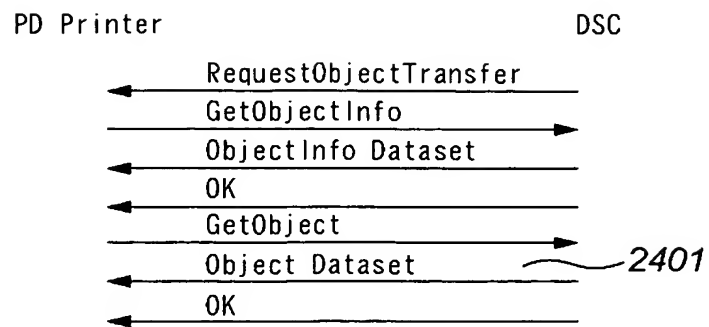 PD Printer DSC
RequestObjectTransfer
GetObjectInfo
ObjectInfo Dataset
OK
GetObject
Object Dataset 2401
OK